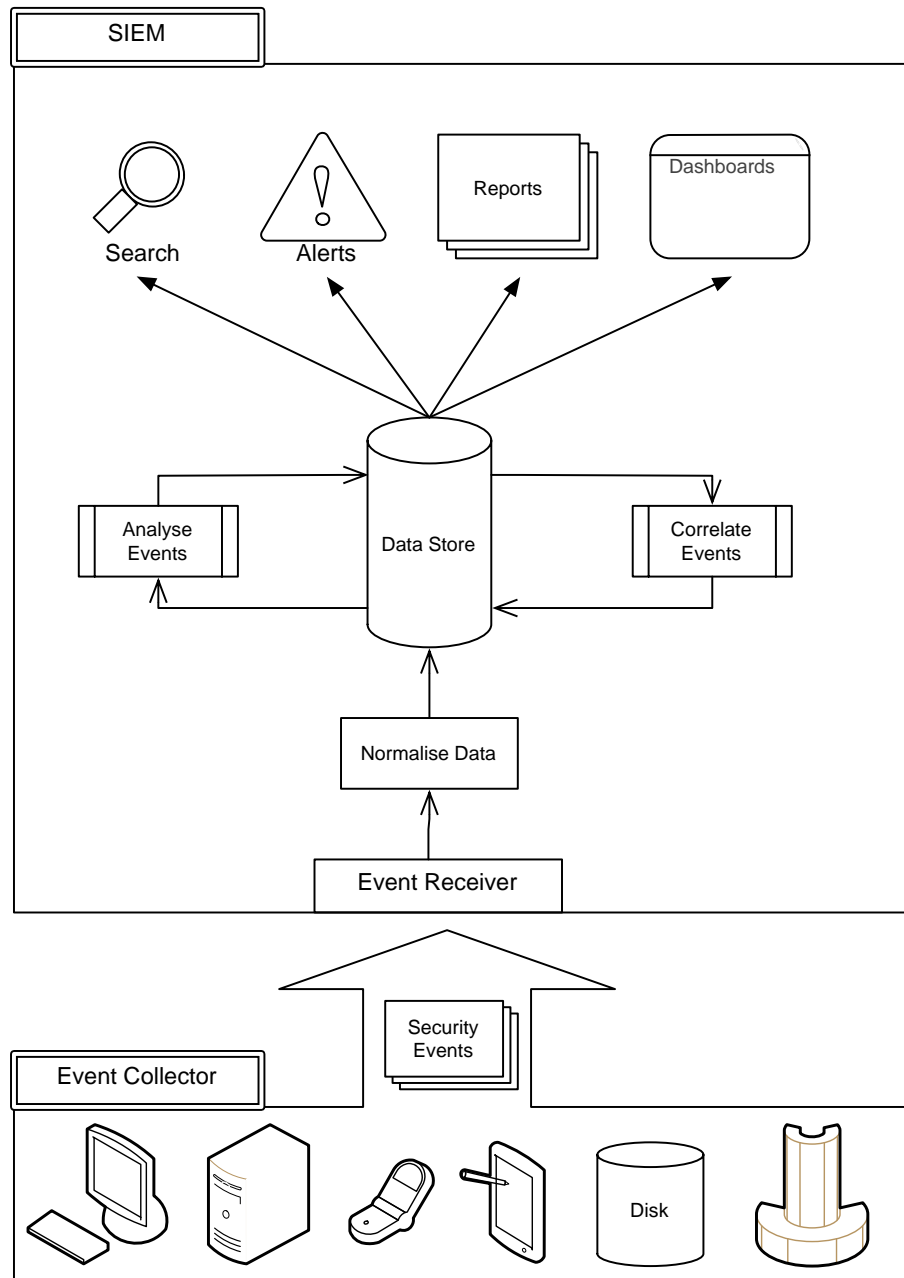 SIEM
Search
Alerts
Reports
Dashboards
Analyse
Events
Data Store
Correlate
Events
Normalise Data
Event Receiver
Security
Events
Event Collector
Disk